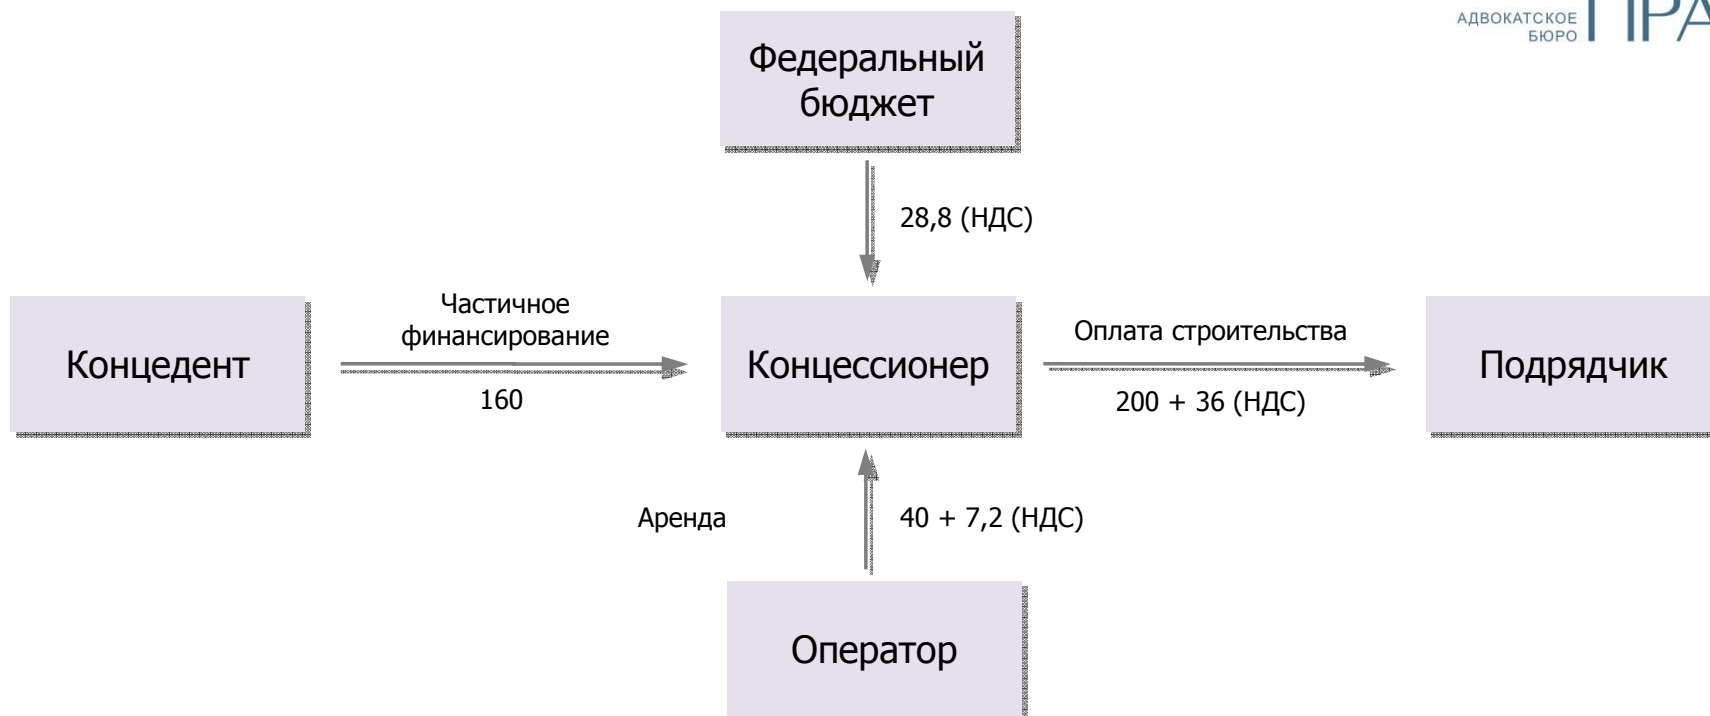 АДВОКАТСКОЕ
БЮРО
Федеральный
бюджет
28,8 (НДС)
Концедент
Частичное
финансирование
160
Концессионер
Оплата строительства
200 + 36 (НДС)
Подрядчик
Аренда
40 + 7,2 (НДС)
Оператор